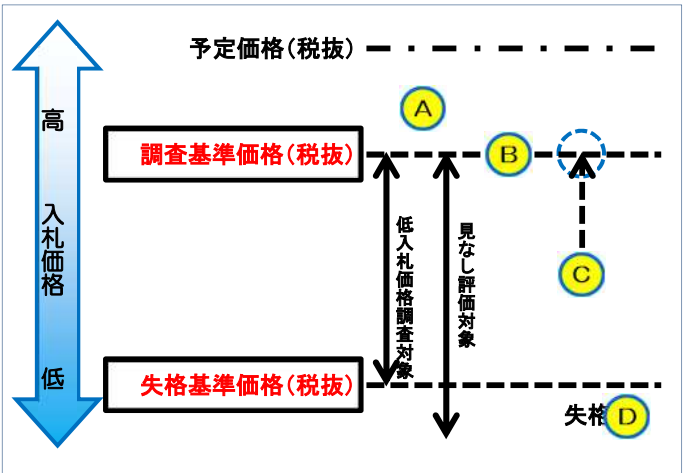 予定価格(税抜)
高
A
調査基準価格(税抜)
B
入札価格
低入札価格調査対象
見なし評価対象
C
低
失格基準価格(税抜)
失格
D